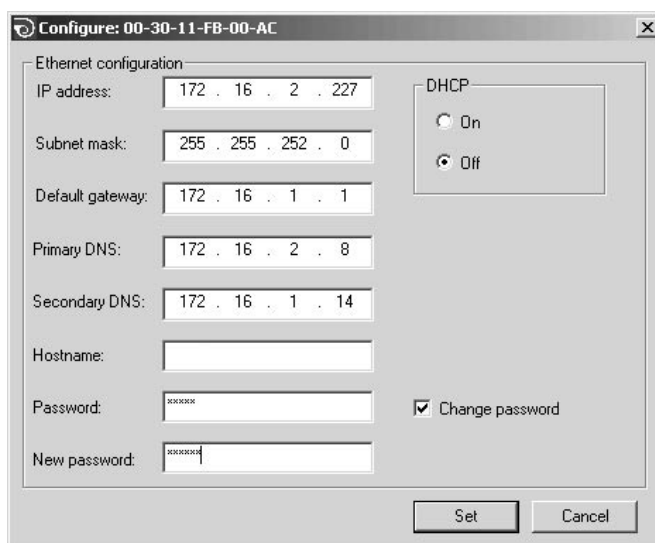 Configure: 00-30-11-FB-00-AC
Ethernet configuration
IP address: 172 . 16 . 2 . 227
DHCP
On
Subnet mask: 255 . 255 . 252 . 0
Off
Default gateway: 172 . 16 . 1 . 1
Primary DNS: 172 . 16 . 2 . 8
Secondary DNS: 172 . 16 . 1 . 14
Hostname:
Password: ***** Change password
New password: ******
Set Cancel